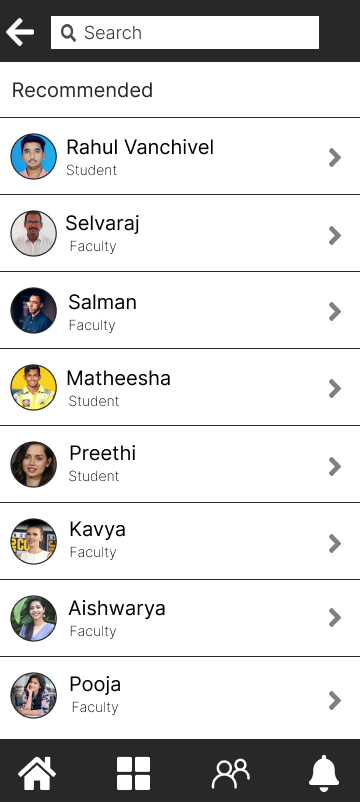 Search
Recommended
Rahul Vanchivel
Student
Selvaraj
Faculty
Salman
Faculty
Matheesha
Student
Preethi
Student
Kavya
Faculty
Aishwarya
Faculty
Pooja
Faculty